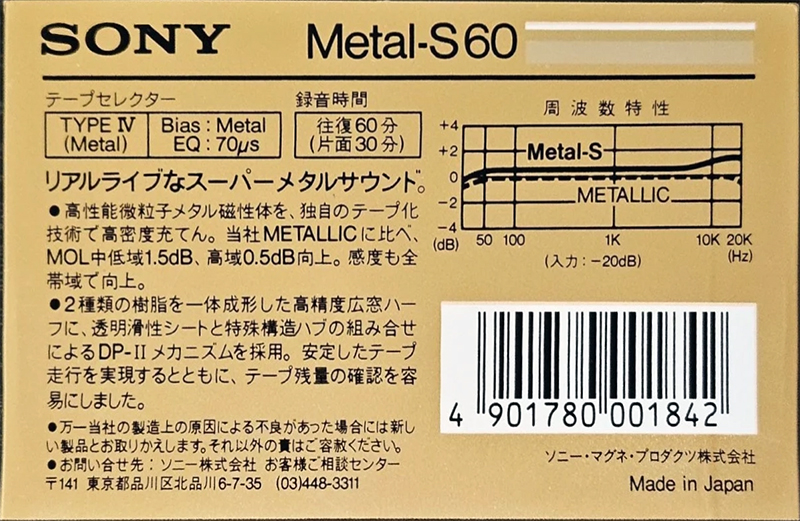 SONY Metal-S60
テープセレクター
TYPE Ⅳ
(Metal)
Bias : Metal
EQ : 70μs
録音時間
往復60分
(片面30分)
リアルライブなスーパーメタルサウンド。
●高性能微粒子メタル磁性体を、独自のテープ化
技術で高密度充てん。当社METALLICに比べ、
MOL中低域1.5dB、高域0.5dB向上。感度も全
帯域で向上。
●2種類の樹脂を一体成形した高精度広窓ハー
フに、透明滑性シートと特殊構造ハブの組み合せ
によるDP-IIメカニズムを採用。安定したテープ
走行を実現するとともに、テープ残量の確認を容
易にしました。
●万一当社の製造上の原因による不良があった場合には新し
い製品とお取りかえします。それ以外の責はご容赦ください。
●お問い合せ先：ソニー株式会社 お客様ご相談センター
〒141 東京都品川区北品川6-7-35 (03)448-3311
周波数特性
+4
+2
0
-2
-4
(dB)
Metal-S
METALLIC
50 100 1K 10K 20K
(Hz)
(入力：-20dB)
4 901780 001842
ソニー・マグネ・プロダクツ株式会社
Made in Japan